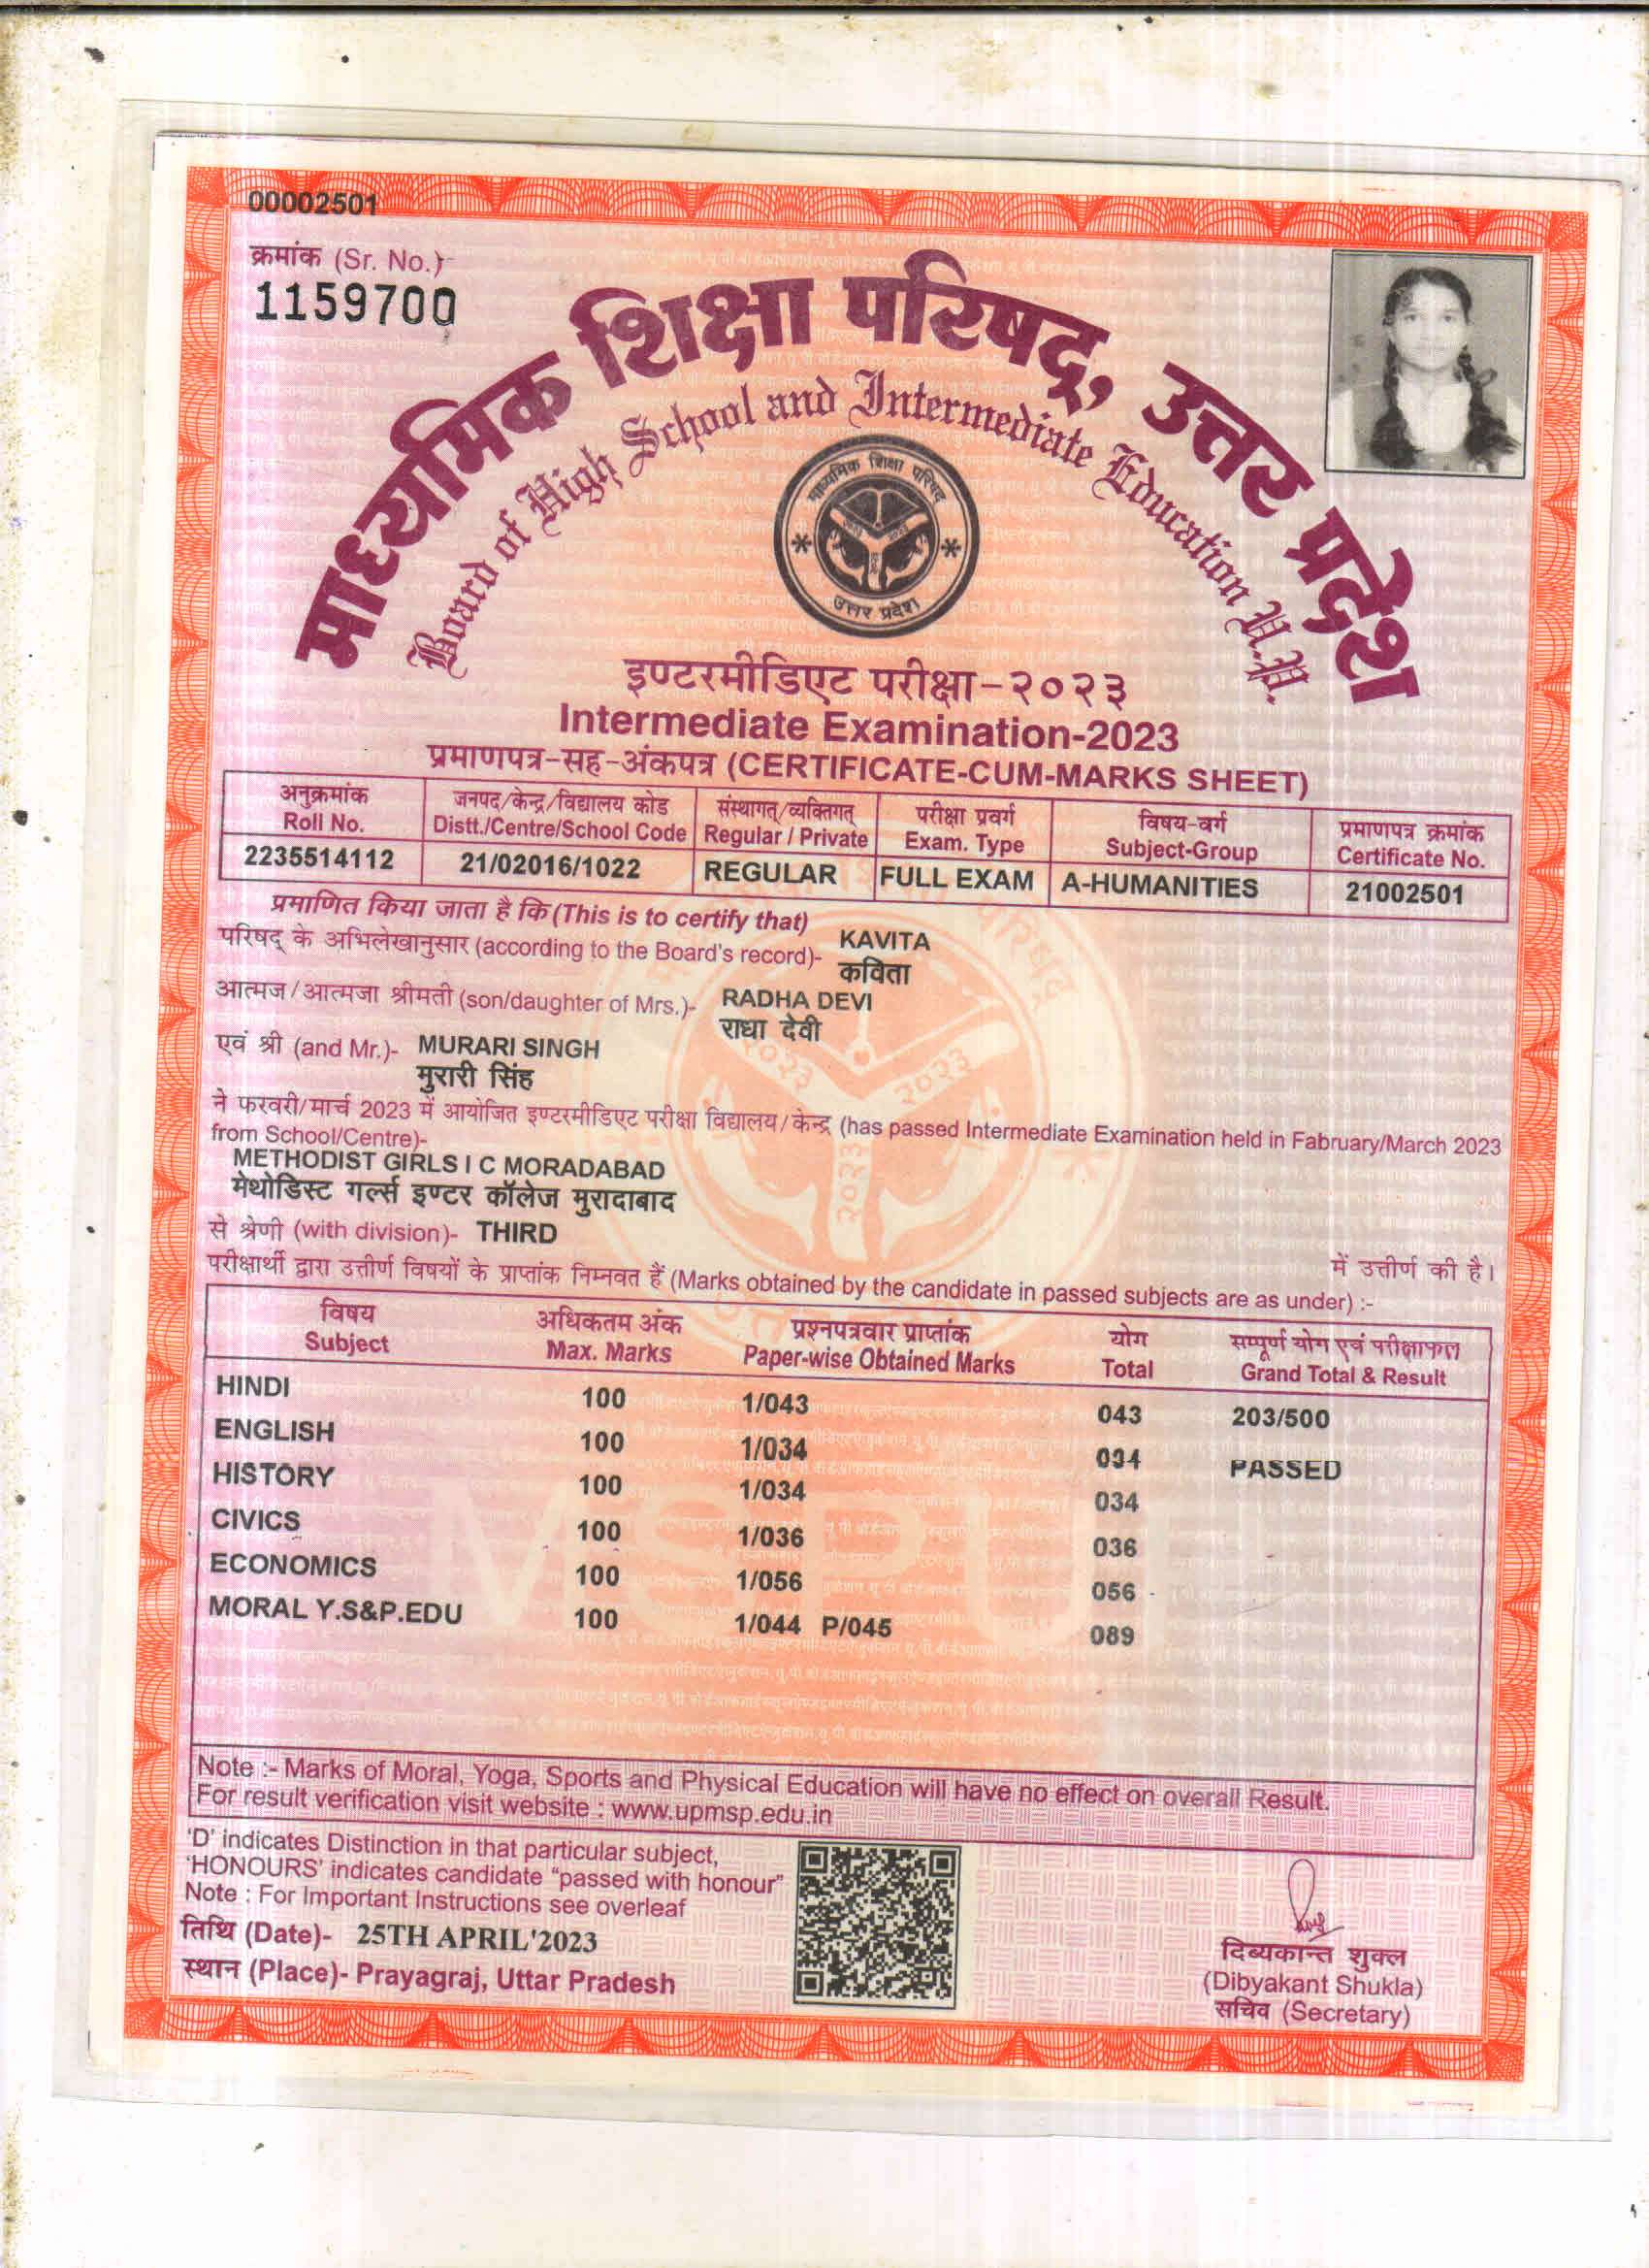 00002501
क्रमांक (Sr. No.)
1159700
माध्यमिक शिक्षा परिषद्, उत्तर प्रदेश
Board of High School and Intermediate Education U.P.
माध्यमिक शिक्षा परिषद
उत्तर प्रदेश
इण्टरमीडिएट परीक्षा-२०२३
Intermediate Examination-2023
प्रमाणपत्र-सह-अंकपत्र (CERTIFICATE-CUM-MARKS SHEET)
अनुक्रमांक जनपद/केन्द्र/विद्यालय कोड संस्थागत्/व्यक्तिगत् परीक्षा प्रवर्ग विषय-वर्ग प्रमाणपत्र क्रमांक
Roll No. Distt./Centre/School Code Regular / Private Exam. Type Subject-Group Certificate No.
2235514112 21/02016/1022 REGULAR FULL EXAM A-HUMANITIES 21002501
प्रमाणित किया जाता है कि (This is to certify that)
परिषद् के अभिलेखानुसार (according to the Board's record)- KAVITA
कविता
आत्मज/आत्मजा श्रीमती (son/daughter of Mrs.)- RADHA DEVI
राधा देवी
एवं श्री (and Mr.)- MURARI SINGH
मुरारी सिंह
ने फरवरी/मार्च 2023 में आयोजित इण्टरमीडिएट परीक्षा विद्यालय/केन्द्र (has passed Intermediate Examination held in Fabruary/March 2023
from School/Centre)-
METHODIST GIRLS I C MORADABAD
मेथोडिस्ट गर्ल्स इण्टर कॉलेज मुरादाबाद
से श्रेणी (with division)- THIRD
में उत्तीर्ण की है।
परीक्षार्थी द्वारा उत्तीर्ण विषयों के प्राप्तांक निम्नवत हैं (Marks obtained by the candidate in passed subjects are as under) :-
विषय अधिकतम अंक प्रश्नपत्रवार प्राप्तांक योग सम्पूर्ण योग एवं परीक्षाफल
Subject Max. Marks Paper-wise Obtained Marks Total Grand Total & Result
HINDI 100 1/043 043 203/500
ENGLISH 100 1/034 034 PASSED
HISTORY 100 1/034 034
CIVICS 100 1/036 036
ECONOMICS 100 1/056 056
MORAL Y.S&P.EDU 100 1/044 P/045 089
Note :- Marks of Moral, Yoga, Sports and Physical Education will have no effect on overall Result.
For result verification visit website : www.upmsp.edu.in
'D' indicates Distinction in that particular subject,
'HONOURS' indicates candidate "passed with honour"
Note : For Important Instructions see overleaf
तिथि (Date)- 25TH APRIL'2023
स्थान (Place)- Prayagraj, Uttar Pradesh
दिब्यकान्त शुक्ल
(Dibyakant Shukla)
सचिव (Secretary)